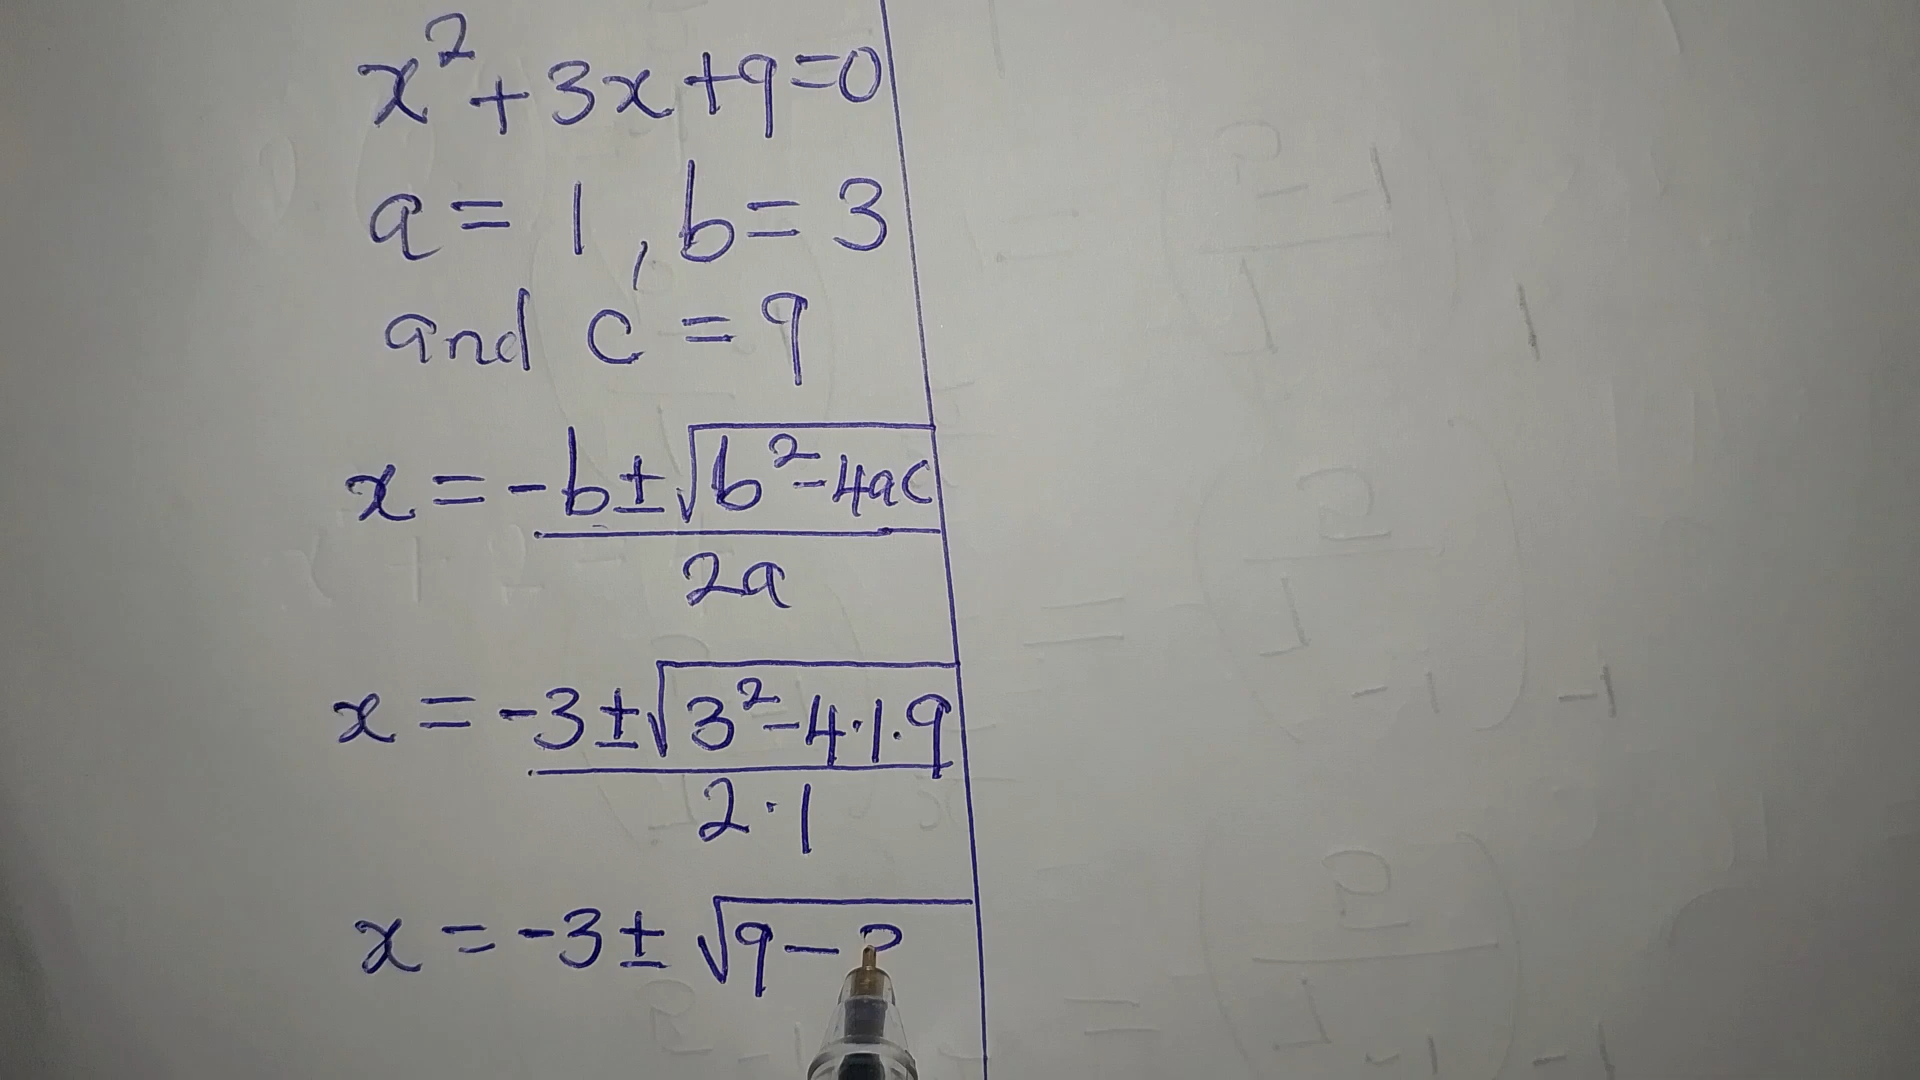 x² + 3x + 9 = 0
a = 1, b = 3
and c = 9
x = -b ± √(b² - 4ac)
2a
x = -3 ± √(3² - 4·1·9)
2·1
x = -3 ± √(9 -